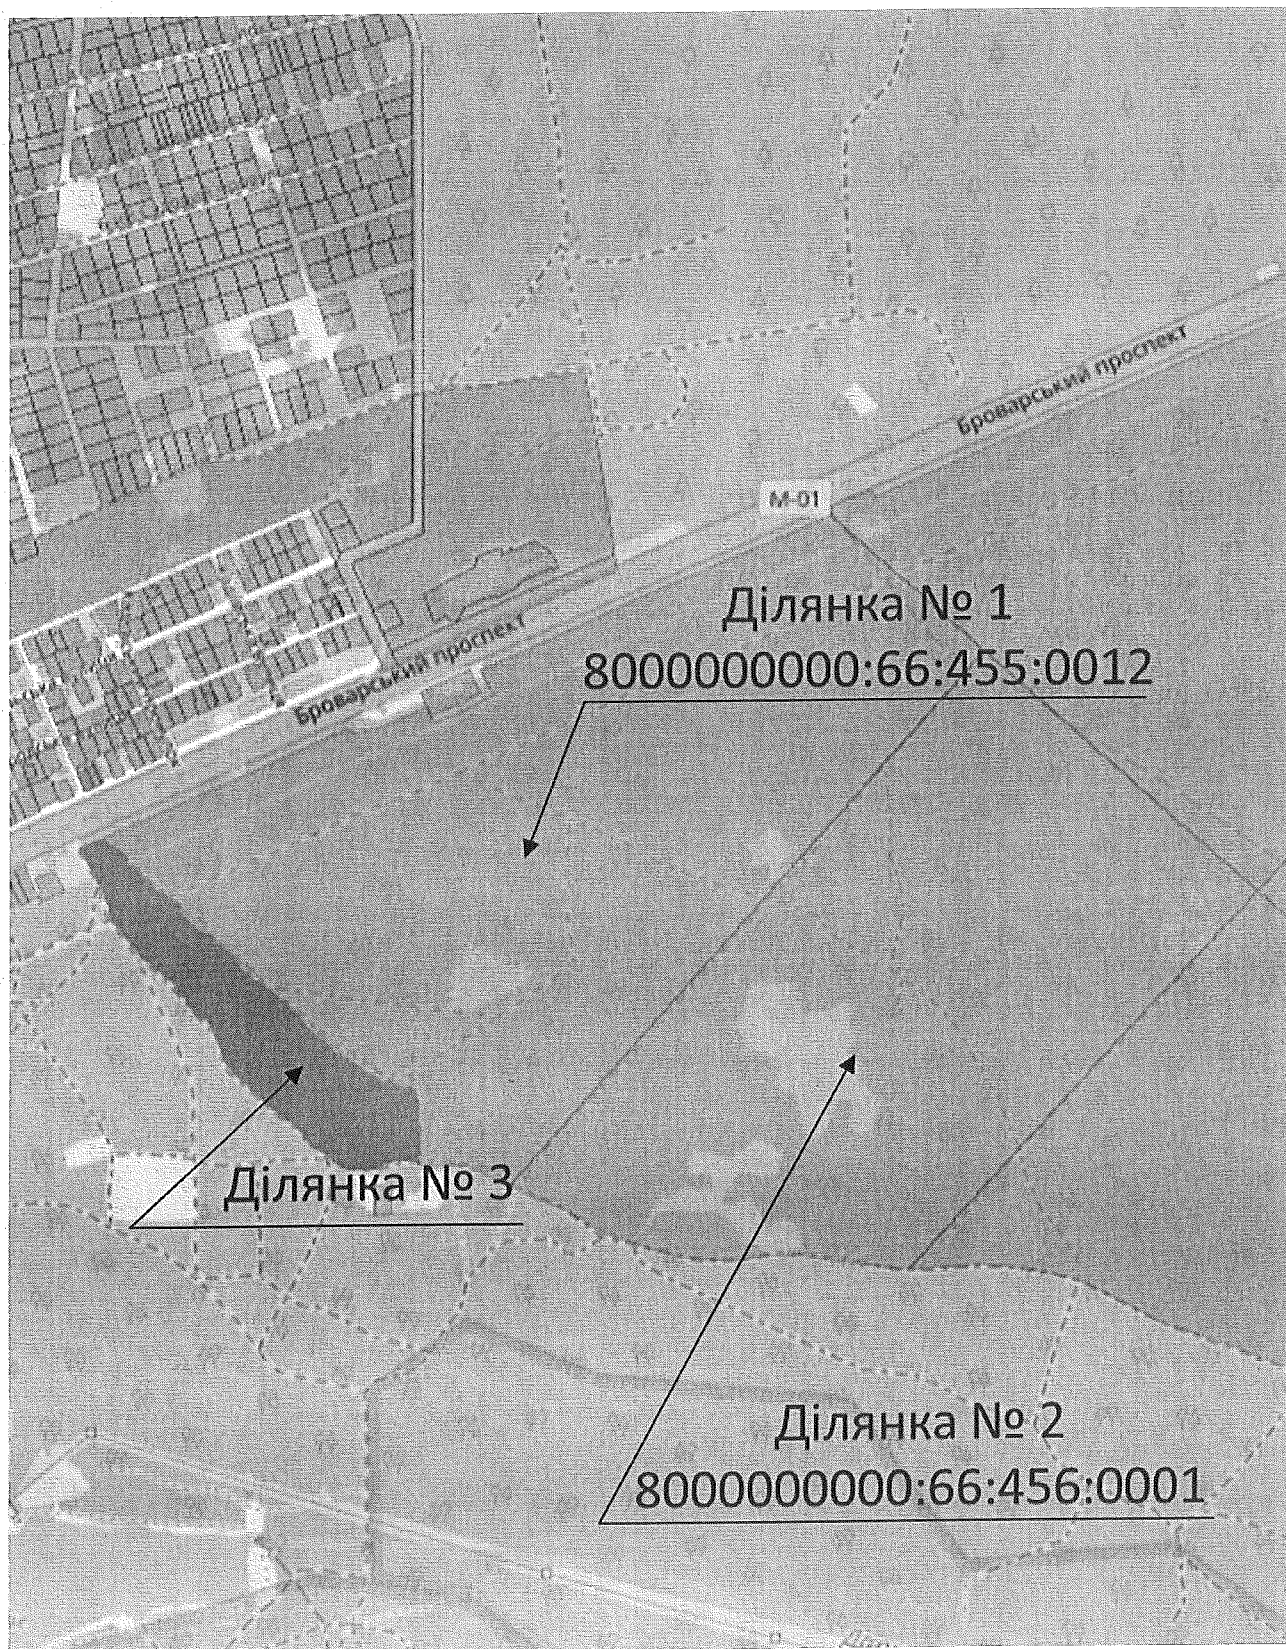 Броварський проспект
М-01
Ділянка № 1
8000000000:66:455:0012
Броварський проспект
Ділянка № 3
Ділянка № 2
8000000000:66:456:0001